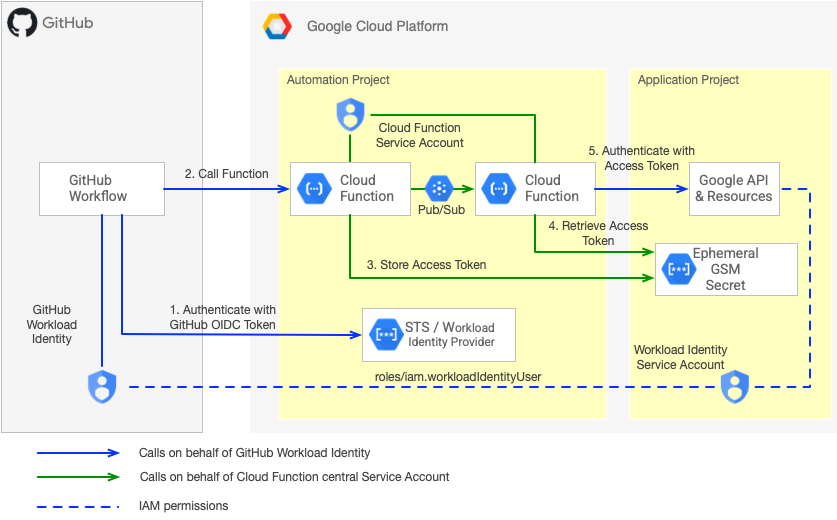 GitHub
Google Cloud Platform
Automation Project
Application Project
Cloud Function
Service Account
5. Authenticate with
Access Token
2. Call Function
GitHub
Workflow
Cloud
Function
Pub/Sub
Cloud
Function
Google API
& Resources
4. Retrieve Access
Token
3. Store Access Token
Ephemeral
GSM
Secret
GitHub
Workload
Identity
1. Authenticate with
GitHub OIDC Token
STS / Workload
Identity Provider
Workload Identity
Service Account
roles/iam.workloadIdentityUser
Calls on behalf of GitHub Workload Identity
Calls on behalf of Cloud Function central Service Account
IAM permissions